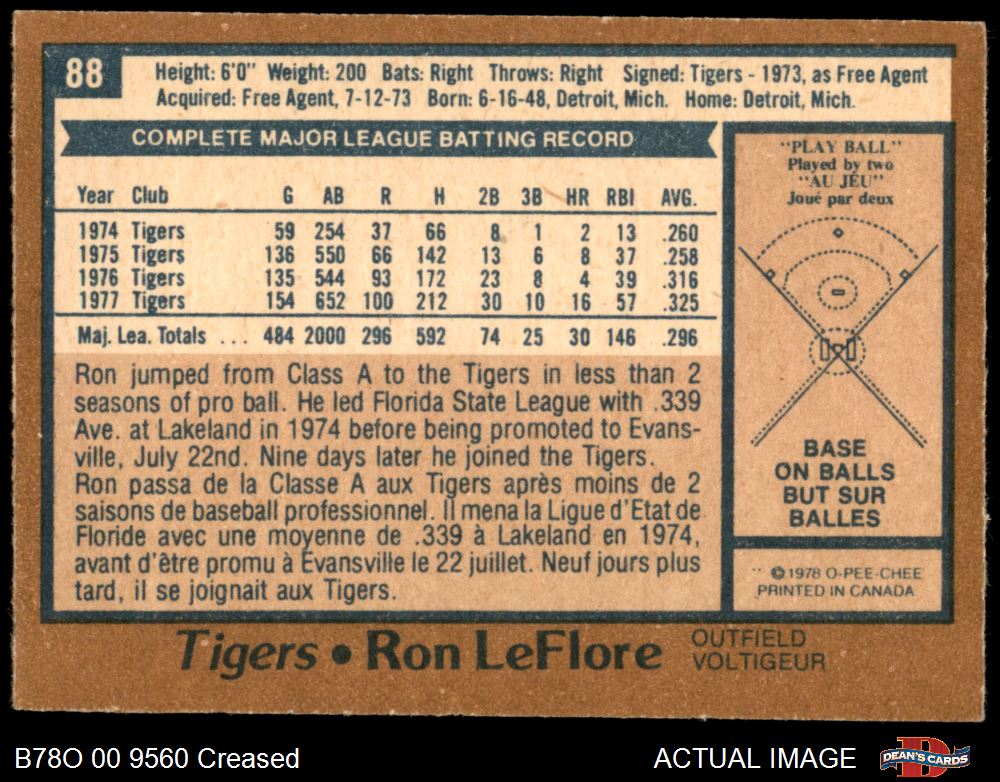 88
Height: 6'0" Weight: 200 Bats: Right Throws: Right Signed: Tigers - 1973, as Free Agent
Acquired: Free Agent, 7-12-73 Born: 6-16-48, Detroit, Mich. Home: Detroit, Mich.
COMPLETE MAJOR LEAGUE BATTING RECORD
Year Club G AB R H 2B 3B HR RBI AVG.
1974 Tigers 59 254 37 66 8 1 2 13 .260
1975 Tigers 136 550 66 142 13 6 8 37 .258
1976 Tigers 135 544 93 172 23 8 4 39 .316
1977 Tigers 154 652 100 212 30 10 16 57 .325
Maj. Lea. Totals ... 484 2000 296 592 74 25 30 146 .296
Ron jumped from Class A to the Tigers in less than 2
seasons of pro ball. He led Florida State League with .339
Ave. at Lakeland in 1974 before being promoted to Evans-
ville, July 22nd. Nine days later he joined the Tigers.
Ron passa de la Classe A aux Tigers après moins de 2
saisons de baseball professionnel. Il mena la Ligue d'Etat de
Floride avec une moyenne de .339 à Lakeland en 1974,
avant d'être promu à Evansville le 22 juillet. Neuf jours plus
tard, il se joignait aux Tigers.
"PLAY BALL"
Played by two
"AU JEU"
Joué par deux
BASE
ON BALLS
BUT SUR
BALLES
** © 1978 O-PEE-CHEE
PRINTED IN CANADA
Tigers • Ron LeFlore
OUTFIELD
VOLTIGEUR
B78O 00 9560 Creased
ACTUAL IMAGE
DEAN'S CARDS